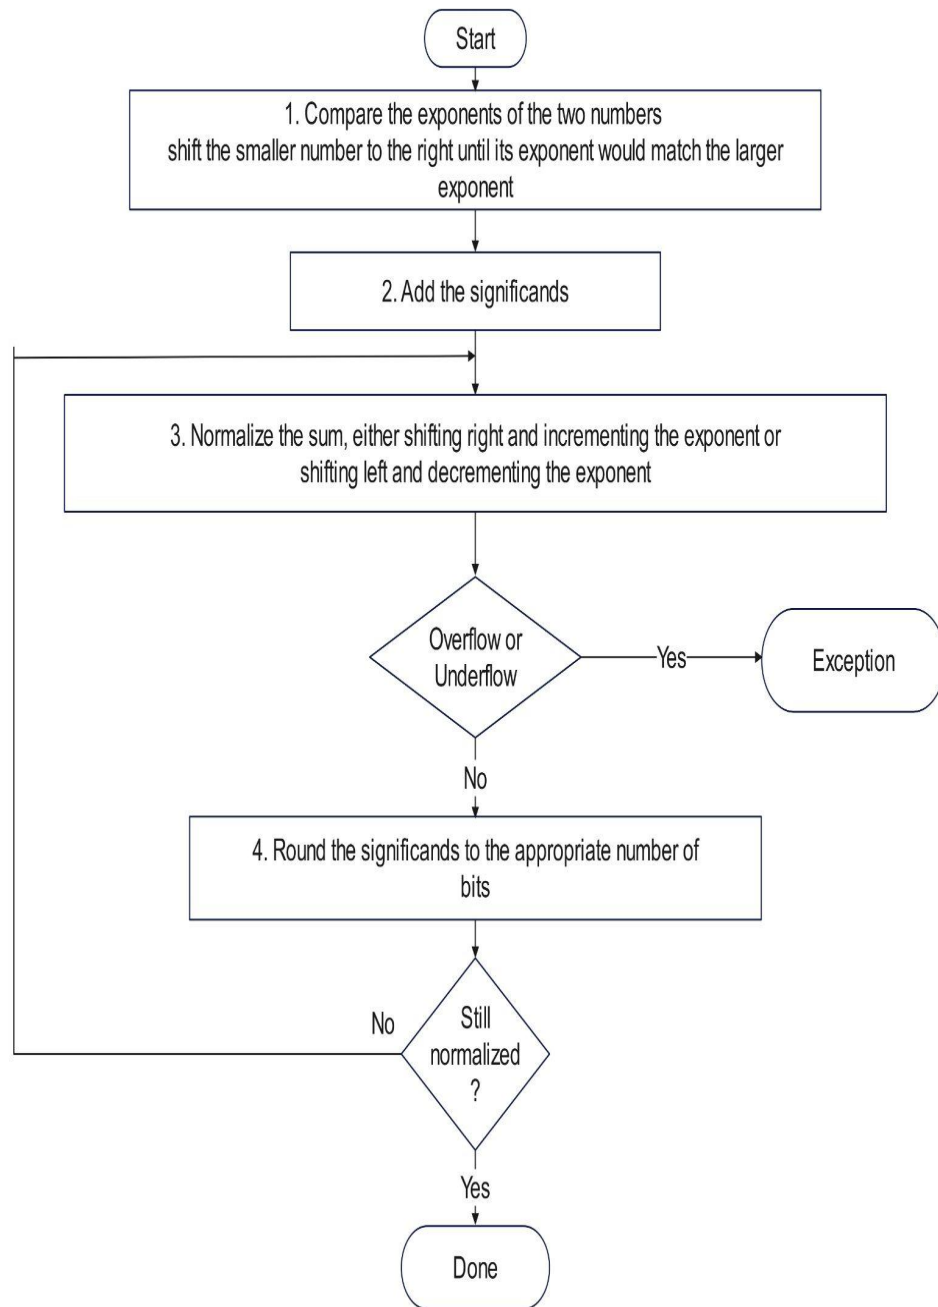 Start
1. Compare the exponents of the two numbers
shift the smaller number to the right until its exponent would match the larger
exponent
2. Add the significands
3. Normalize the sum, either shifting right and incrementing the exponent or
shifting left and decrementing the exponent
Overflow or
Underflow
Yes
Exception
No
4. Round the significands to the appropriate number of
bits
No
Still
normalized
?
Yes
Done